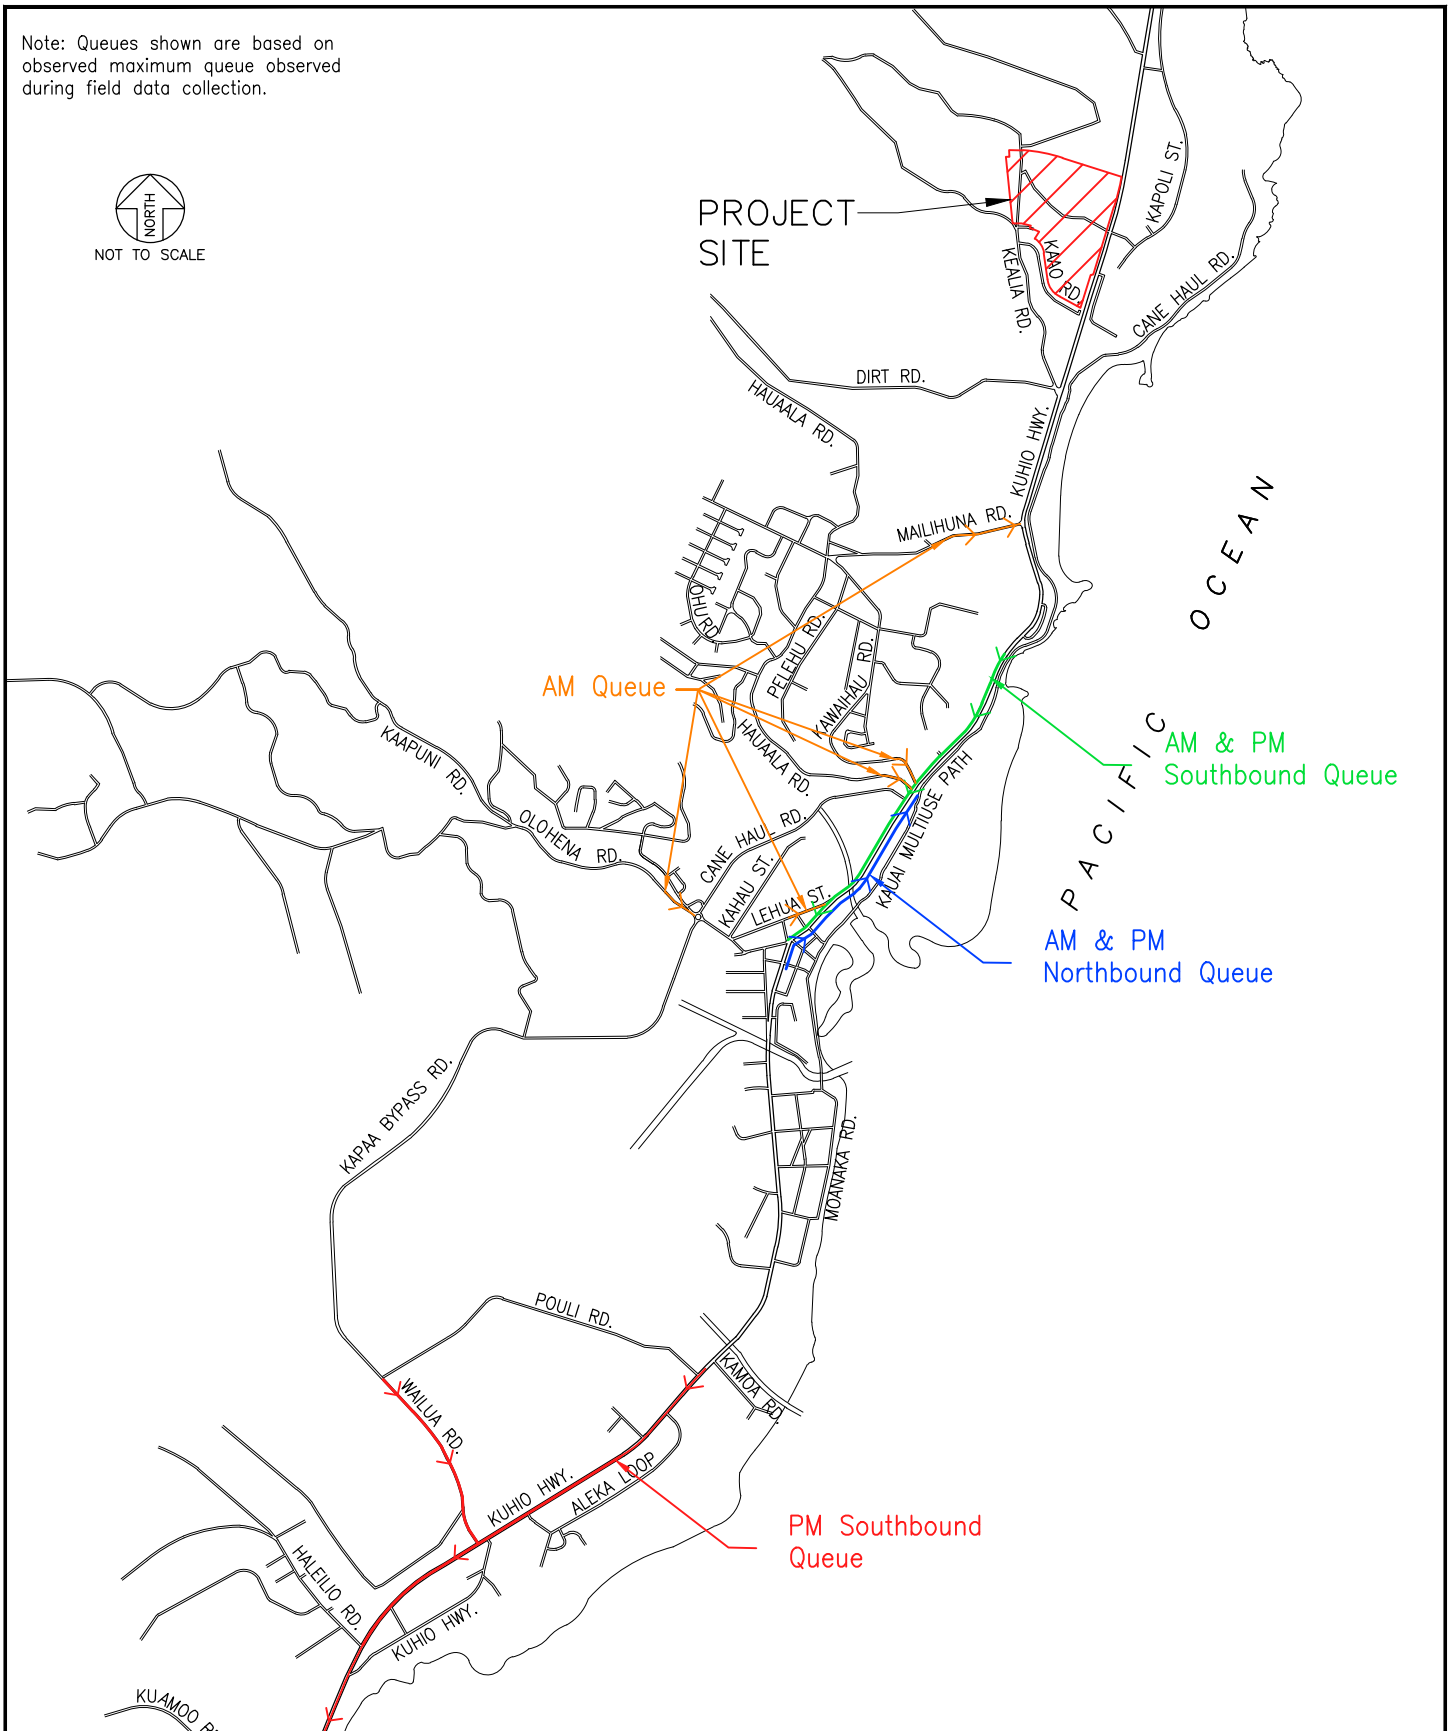 Note: Queues shown are based on
observed maximum queue observed
during field data collection.
NORTH
NOT TO SCALE
PROJECT
SITE
KAPOLI ST.
KAAO RD.
KEALIA RD.
CANE HAUL RD.
DIRT RD.
HAUAALA RD.
KUHIO HWY.
MAILIHUNA RD.
PACIFIC OCEAN
OHU RD.
PELEHU RD.
KAWAIHAU RD.
AM Queue
HAUAALA RD.
KAAPUNI RD.
AM & PM
Southbound Queue
KAUAI MULTIUSE PATH
OLOHENA RD.
CANE HAUL RD.
KAHAU ST.
LEHUA ST.
AM & PM
Northbound Queue
KAPAA BYPASS RD.
MOANAKA RD.
POULI RD.
KAMOA RD.
WAILUA RD.
KUHIO HWY.
ALEKA LOOP
PM Southbound
Queue
HALEILIO RD.
KUHIO HWY.
KUAMOO